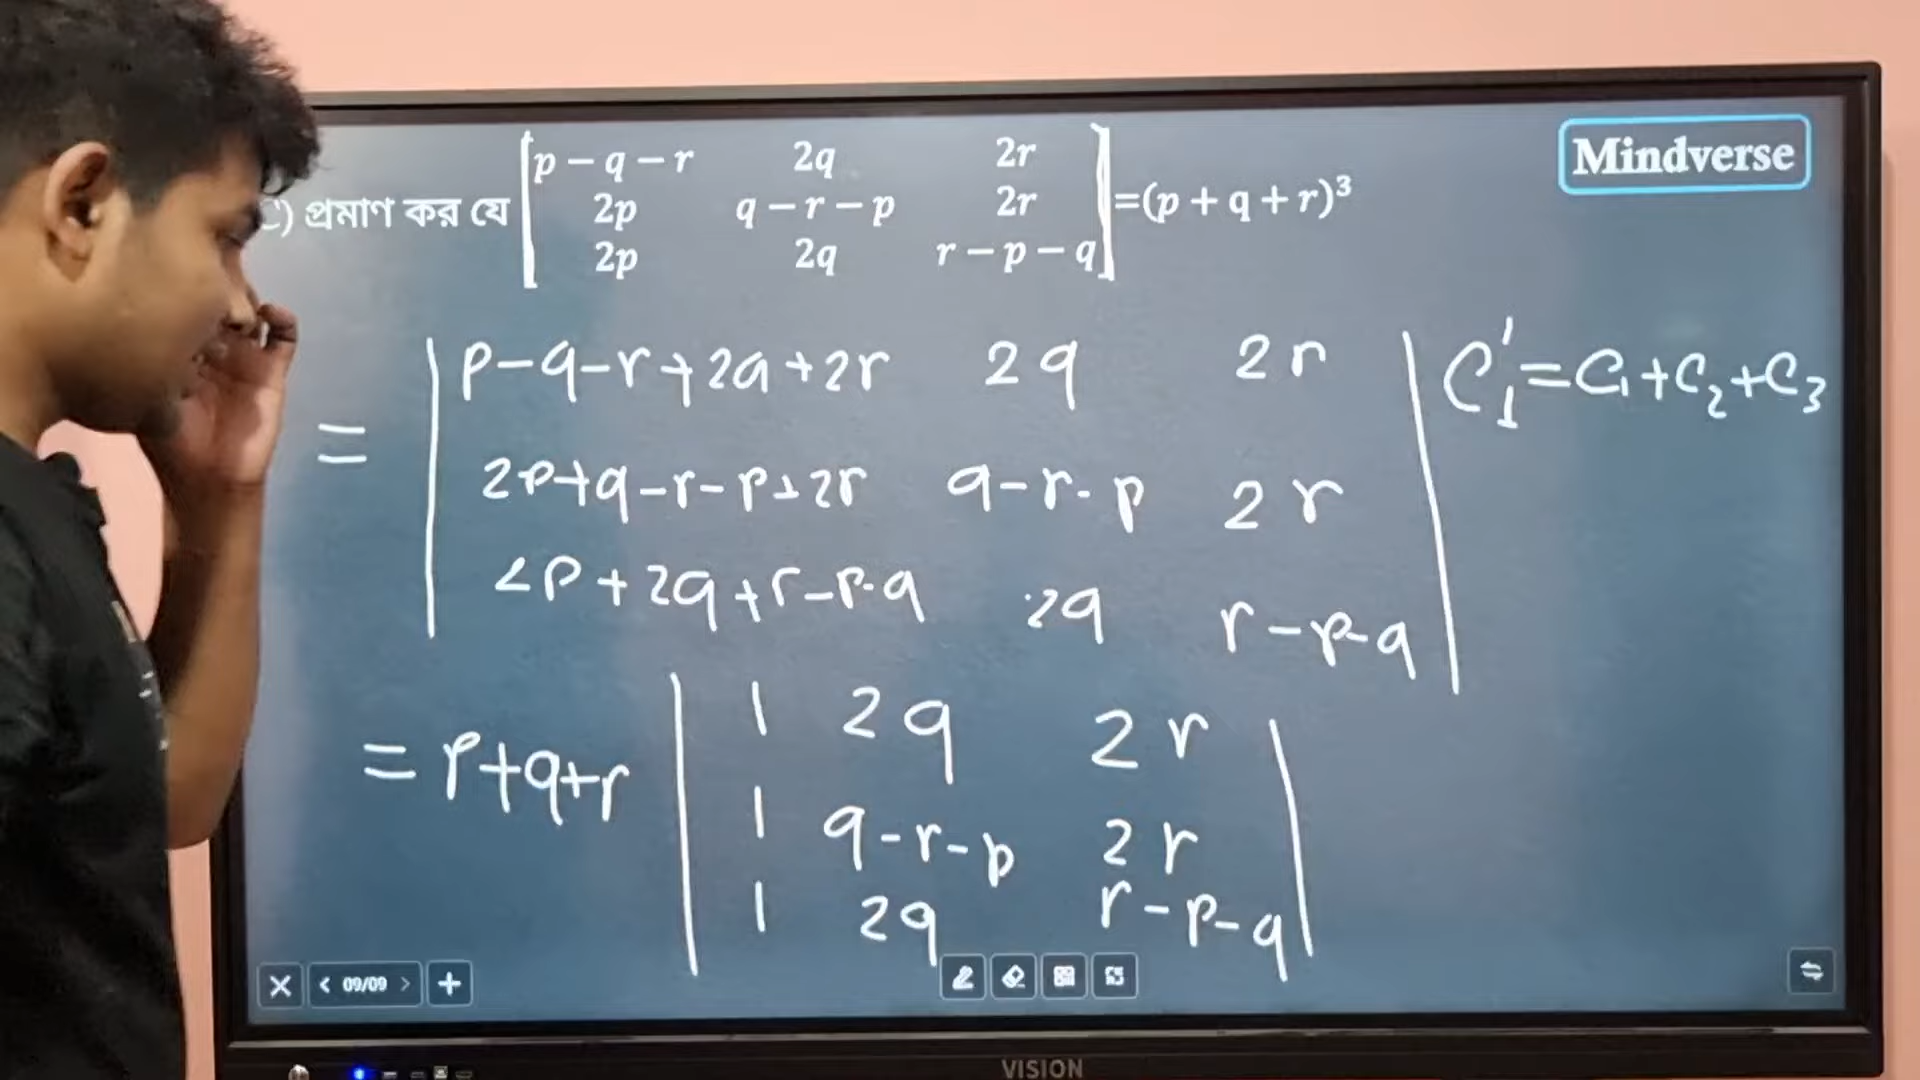 Mindverse
C) প্রমাণ কর যে | p − q − r 2q 2r | =(p + q + r)³
2p q − r − p 2r
2p 2q r − p − q
= | p-q-r+2q+2r 2q 2r | C₁′=C₁+C₂+C₃
2p+q-r-p+2r q-r-p 2r
2p+2q+r-p-q 2q r-p-q
= p+q+r | 1 2q 2r |
1 q-r-p 2r
1 2q r-p-q
09/09
VISION